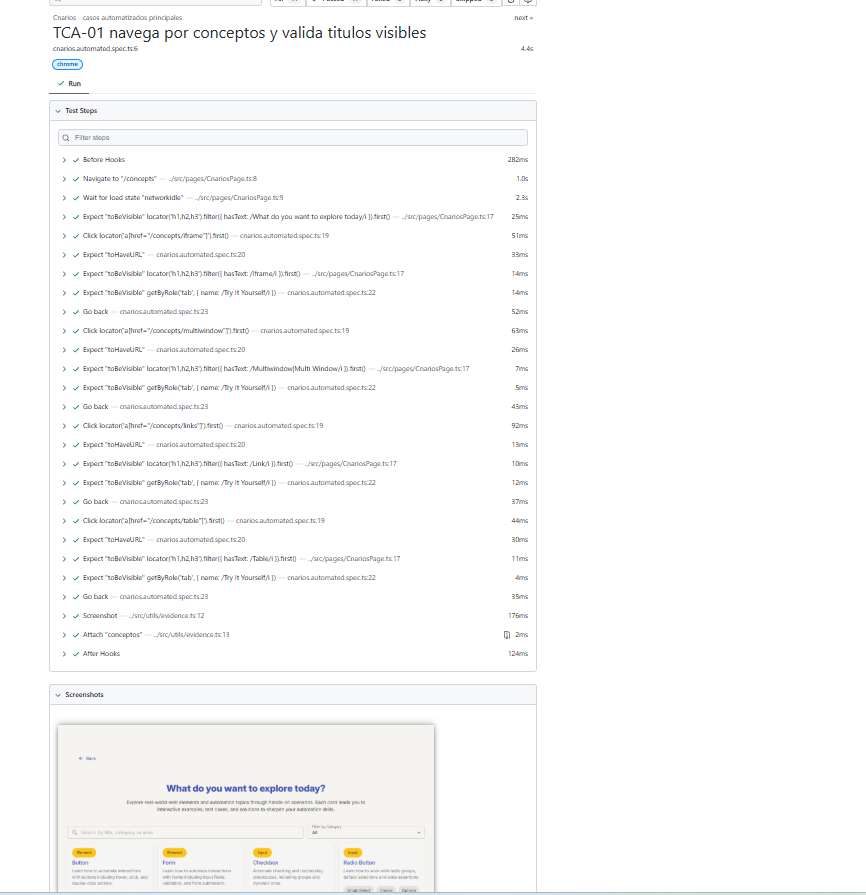 Cnarios - casos automatizados principales
next »
TCA-01 navega por conceptos y valida titulos visibles
cnarios.automated.spec.ts:6
4.4s
chrome
Run
Test Steps
Filter steps
Before Hooks 282ms
Navigate to "/concepts" — ../src/pages/CnariosPage.ts:8 1.0s
Wait for load state "networkidle" — ../src/pages/CnariosPage.ts:5 2.3s
Expect "toBeVisible" locator('h1,h2,h3').filter({ hasText: /What do you want to explore today/i }).first() — ../src/pages/CnariosPage.ts:17 25ms
Click locator('a[href="/concepts/iframe"]').first() — cnarios.automated.spec.ts:19 51ms
Expect "toHaveURL" — cnarios.automated.spec.ts:20 33ms
Expect "toBeVisible" locator('h1,h2,h3').filter({ hasText: /Iframe/i }).first() — ../src/pages/CnariosPage.ts:17 14ms
Expect "toBeVisible" getByRole('tab', { name: /Try It Yourself/i }) — cnarios.automated.spec.ts:22 14ms
Go back — cnarios.automated.spec.ts:23 52ms
Click locator('a[href="/concepts/multiwindow"]').first() — cnarios.automated.spec.ts:19 63ms
Expect "toHaveURL" — cnarios.automated.spec.ts:20 26ms
Expect "toBeVisible" locator('h1,h2,h3').filter({ hasText: /Multiwindow|Multi Window/i }).first() — ../src/pages/CnariosPage.ts:17 7ms
Expect "toBeVisible" getByRole('tab', { name: /Try It Yourself/i }) — cnarios.automated.spec.ts:22 5ms
Go back — cnarios.automated.spec.ts:23 43ms
Click locator('a[href="/concepts/links"]').first() — cnarios.automated.spec.ts:19 92ms
Expect "toHaveURL" — cnarios.automated.spec.ts:20 13ms
Expect "toBeVisible" locator('h1,h2,h3').filter({ hasText: /Link/i }).first() — ../src/pages/CnariosPage.ts:17 10ms
Expect "toBeVisible" getByRole('tab', { name: /Try It Yourself/i }) — cnarios.automated.spec.ts:22 12ms
Go back — cnarios.automated.spec.ts:23 37ms
Click locator('a[href="/concepts/table"]').first() — cnarios.automated.spec.ts:19 44ms
Expect "toHaveURL" — cnarios.automated.spec.ts:20 30ms
Expect "toBeVisible" locator('h1,h2,h3').filter({ hasText: /Table/i }).first() — ../src/pages/CnariosPage.ts:17 11ms
Expect "toBeVisible" getByRole('tab', { name: /Try It Yourself/i }) — cnarios.automated.spec.ts:22 4ms
Go back — cnarios.automated.spec.ts:23 35ms
Screenshot — ../src/utils/evidence.ts:12 176ms
Attach "conceptos" — ../src/utils/evidence.ts:13 2ms
After Hooks 124ms
Screenshots
Back
What do you want to explore today?
Explore real-world web elements and automation topics through hands-on scenarios. Each card leads you to
interactive examples, test cases, and solutions to sharpen your automation skills.
Filter by Category
Search by title, category, or alias
All
Element Element Input Input
Button Form Checkbox Radio Button
Learn how to automate interactions Learn how to automate interactions Automate checking and unchecking Learn how to work with radio groups,
with buttons including hover, click, and with forms including input fields, checkboxes, including groups and default selections and state assertions.
double-click actions. validation, and form submission. dynamic ones.